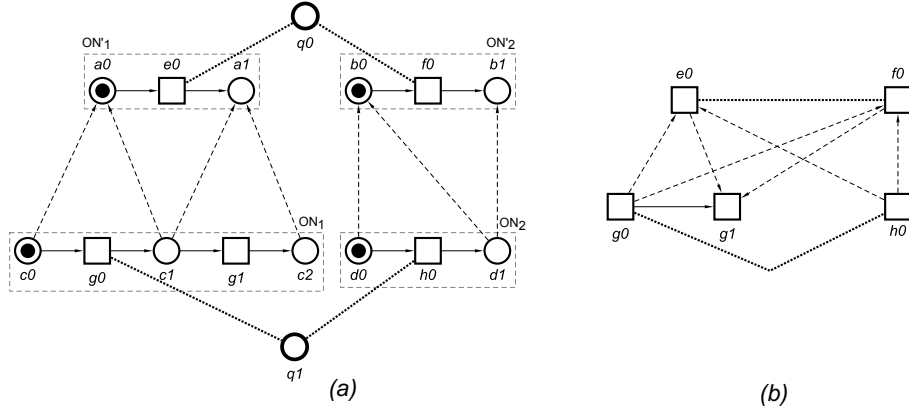 q0
ON'1
ON'2
a0 e0 a1 b0 f0 b1
e0 f0
ON1
ON2
g0 g1 h0
c0 g0 c1 g1 c2 d0 h0 d1
q1
(a)
(b)